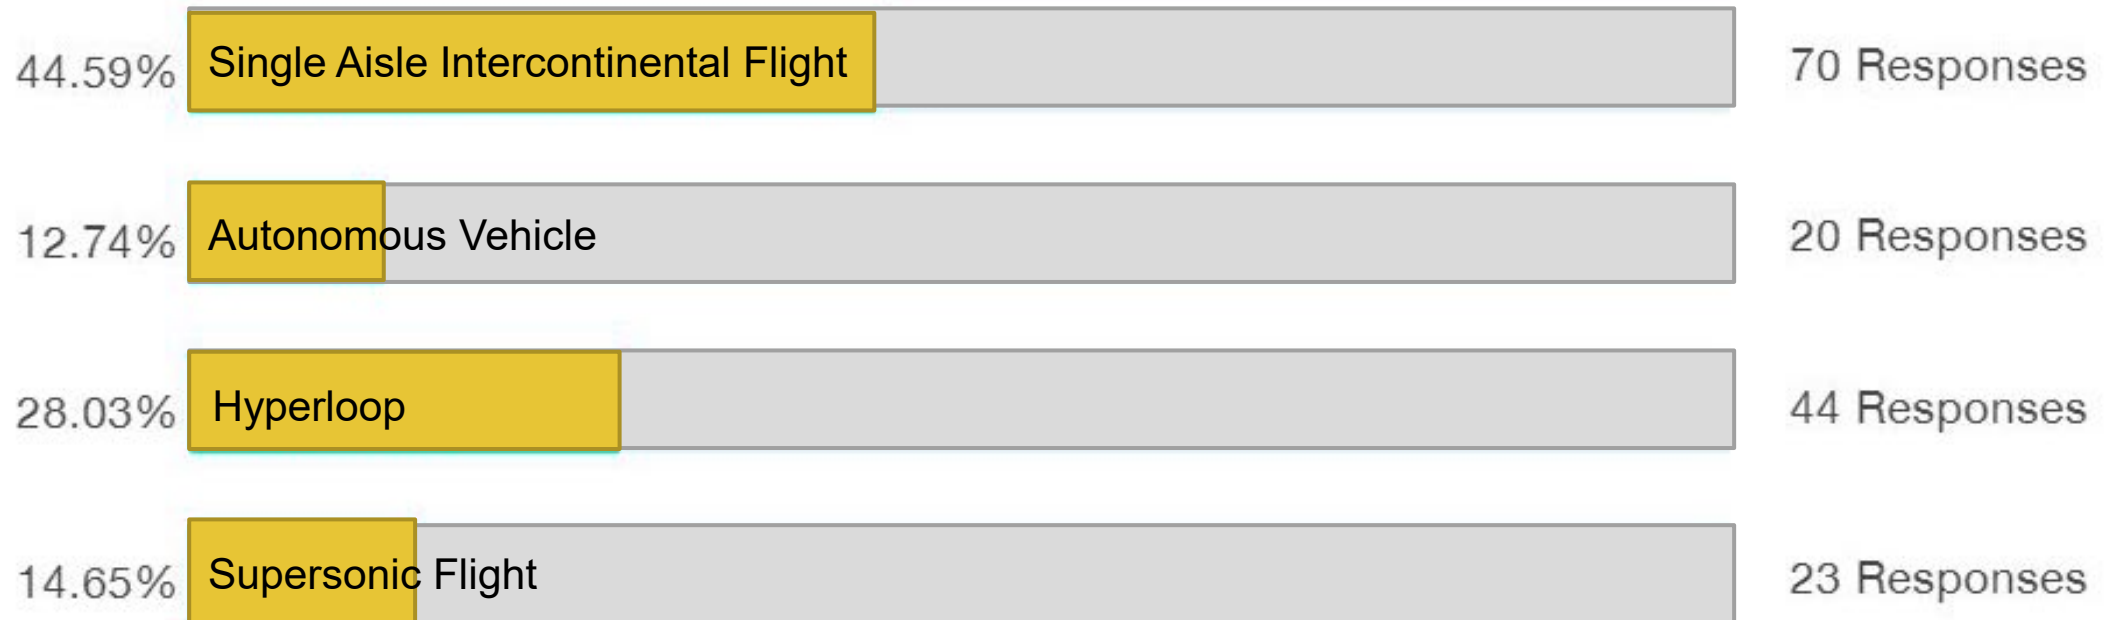 44.59% Single Aisle Intercontinental Flight 70 Responses
12.74% Autonomous Vehicle 20 Responses
28.03% Hyperloop 44 Responses
14.65% Supersonic Flight 23 Responses